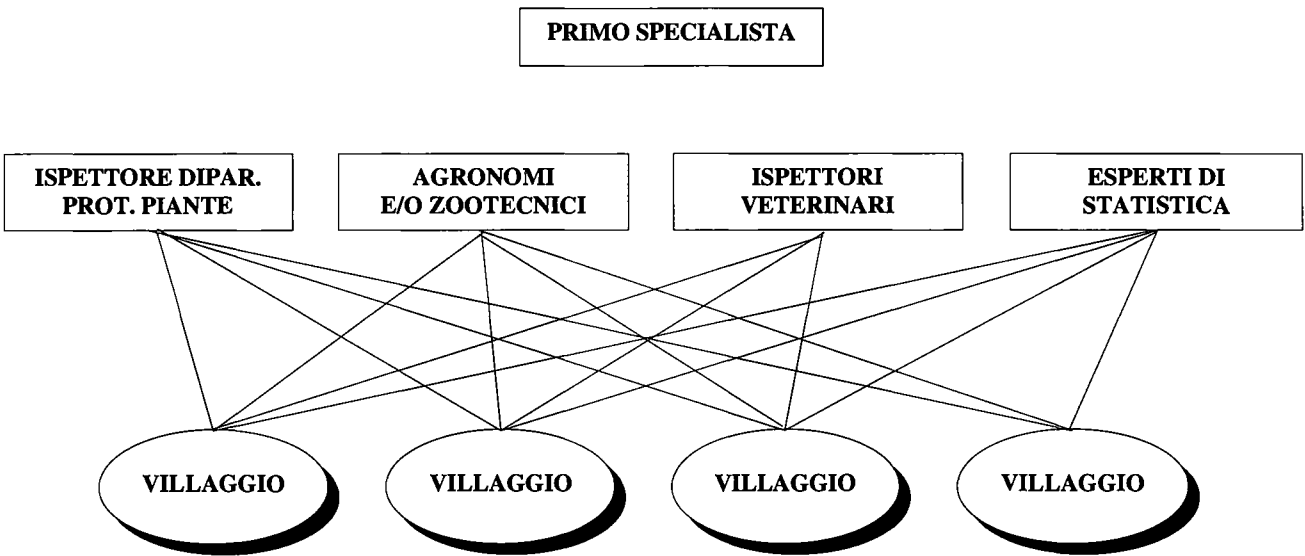 PRIMO SPECIALISTA
ISPETTORE DIPAR.
PROT. PIANTE
AGRONOMI
E/O ZOOTECNICI
ISPETTORI
VETERINARI
ESPERTI DI
STATISTICA
VILLAGGIO
VILLAGGIO
VILLAGGIO
VILLAGGIO